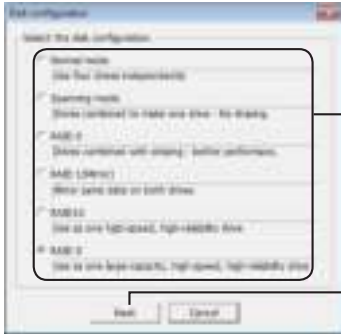 Disk configuration
Select the disk configuration
Normal mode
Use four drives independently
Spanning mode
Drives combined to make one drive - No striping.
RAID 0
Drives combined with striping - better performanc.
RAID 1(Mirror)
Mirror same data on both drives
RAID10
Use as one high-speed, high-reliability drive
RAID 5
Use as one large-capacity, high-speed, high-reliability drive
Next
Cancel